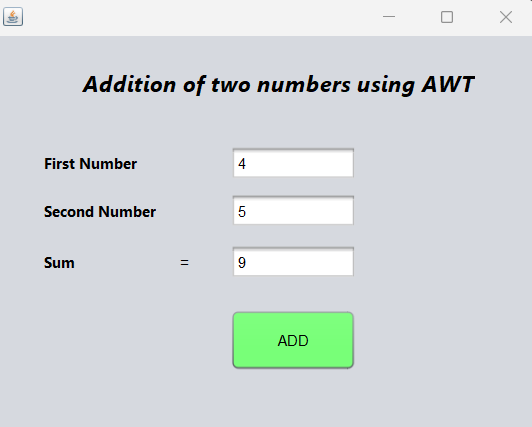 Addition of two numbers using AWT
First Number 4
Second Number 5
Sum = 9
ADD